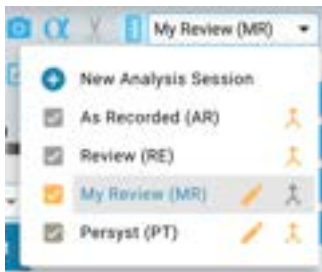 My Review (MR)
New Analysis Session
As Recorded (AR)
Review (RE)
My Review (MR)
Persyst (PT)